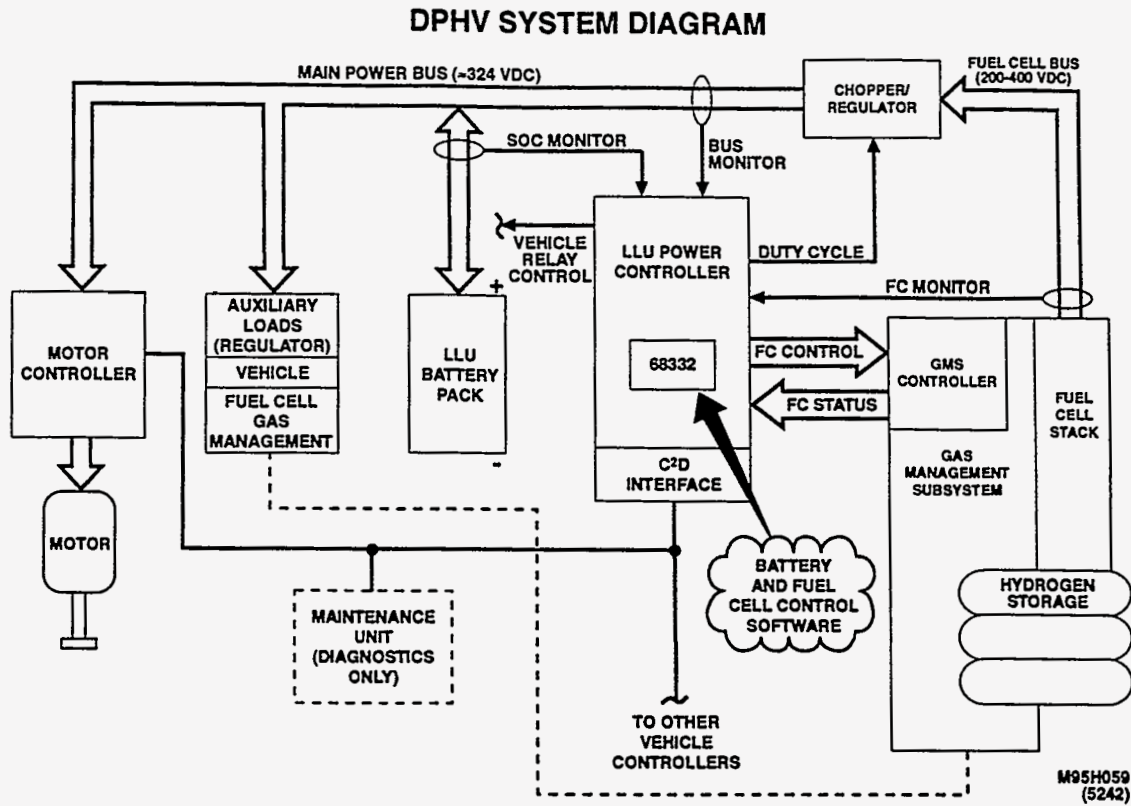 DPHV SYSTEM DIAGRAM
MAIN POWER BUS (≈324 VDC)
FUEL CELL BUS
(200-400 VDC)
CHOPPER/
REGULATOR
SOC MONITOR
BUS
MONITOR
VEHICLE
RELAY
CONTROL
LLU POWER
CONTROLLER
DUTY CYCLE
FC MONITOR
MOTOR
CONTROLLER
AUXILIARY
LOADS
(REGULATOR)
VEHICLE
FUEL CELL
GAS
MANAGEMENT
+
LLU
BATTERY
PACK
-
68332
FC CONTROL
FC STATUS
GMS
CONTROLLER
FUEL
CELL
STACK
GAS
MANAGEMENT
SUBSYSTEM
C²D
INTERFACE
MOTOR
BATTERY
AND FUEL
CELL CONTROL
SOFTWARE
HYDROGEN
STORAGE
MAINTENANCE
UNIT
(DIAGNOSTICS
ONLY)
TO OTHER
VEHICLE
CONTROLLERS
M95H059
(5242)